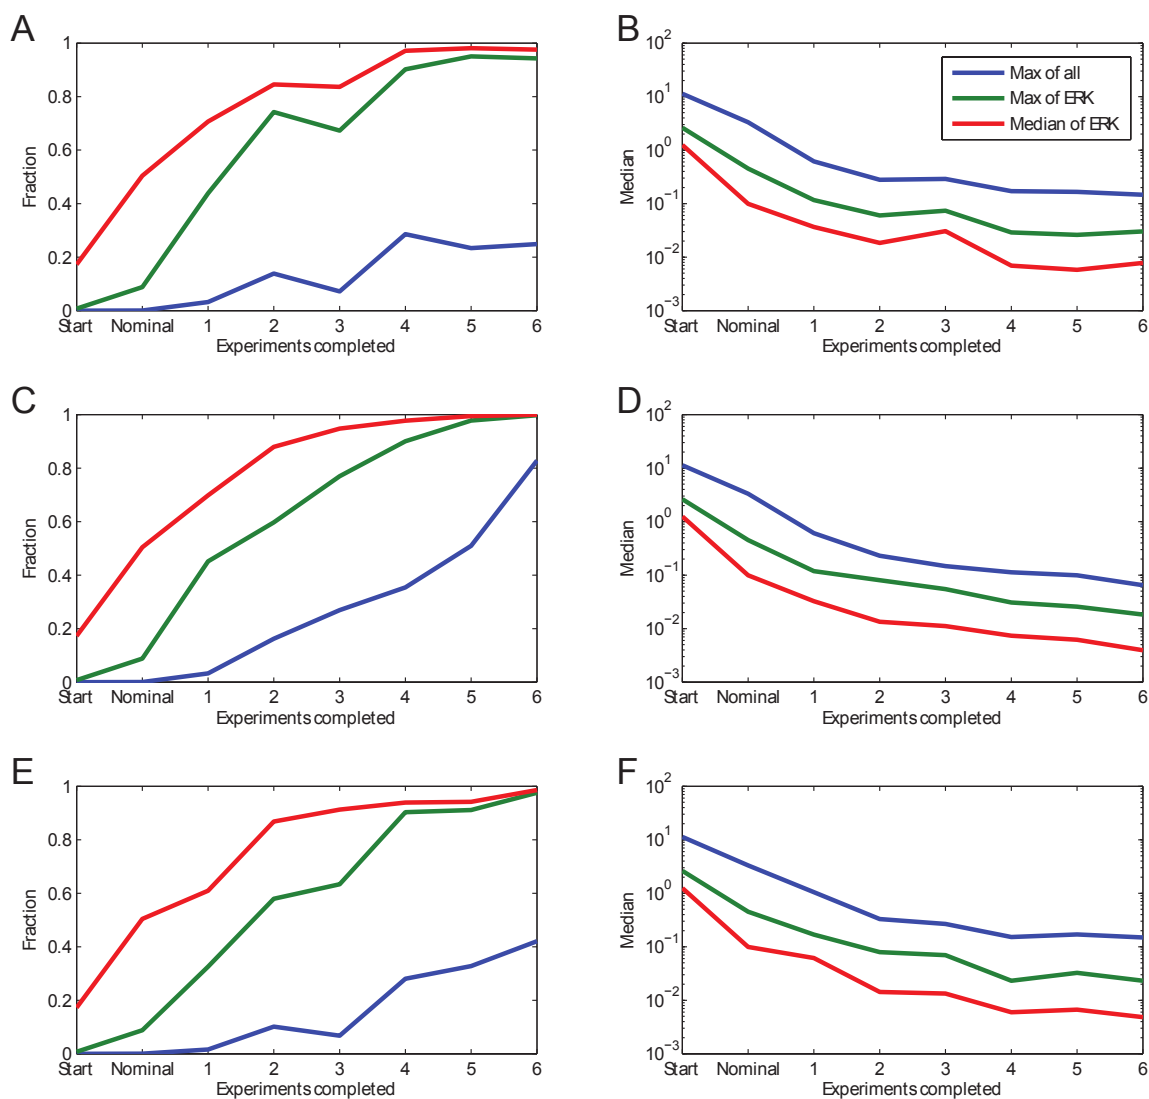 A
1
0.8
0.6
0.4
0.2
0
Fraction
Start Nominal 1 2 3 4 5 6
Experiments completed
B
10^2
10^1
10^0
10^-1
10^-2
10^-3
Median
Max of all
Max of ERK
Median of ERK
Start Nominal 1 2 3 4 5 6
Experiments completed
C
1
0.8
0.6
0.4
0.2
0
Fraction
Start Nominal 1 2 3 4 5 6
Experiments completed
D
10^2
10^1
10^0
10^-1
10^-2
10^-3
Median
Start Nominal 1 2 3 4 5 6
Experiments completed
E
1
0.8
0.6
0.4
0.2
0
Fraction
Start Nominal 1 2 3 4 5 6
Experiments completed
F
10^2
10^1
10^0
10^-1
10^-2
10^-3
Median
Start Nominal 1 2 3 4 5 6
Experiments completed